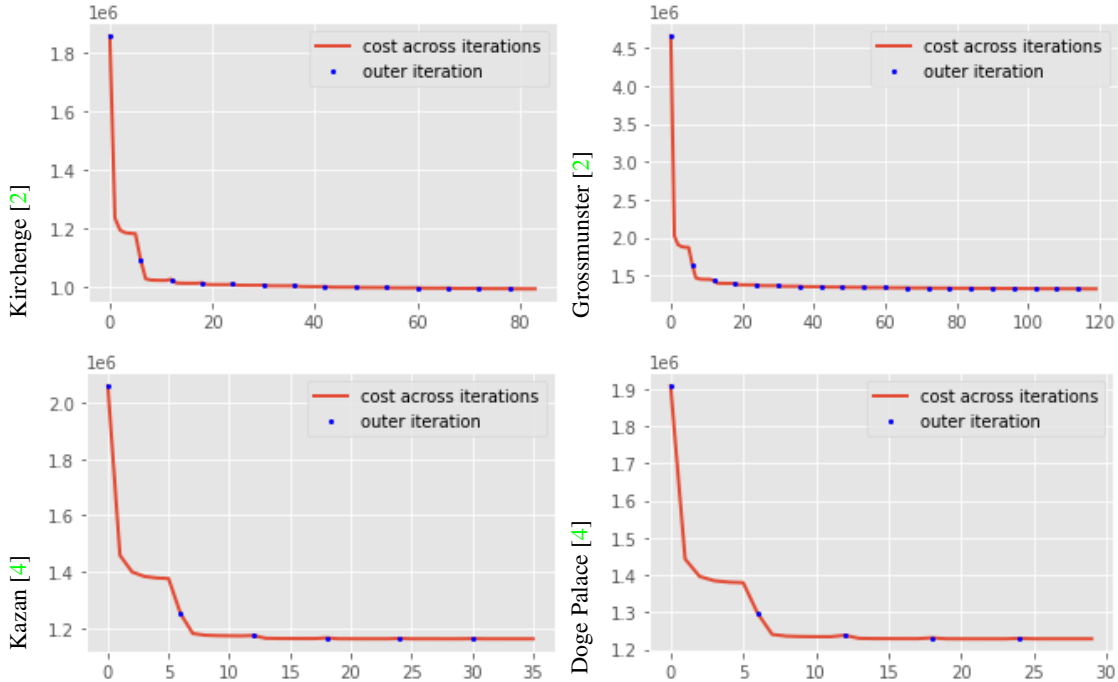 1e6
cost across iterations
outer iteration
1.8
1.6
1.4
1.2
1.0
0 20 40 60 80
Kirchenge [2]
1e6
cost across iterations
outer iteration
4.5
4.0
3.5
3.0
2.5
2.0
1.5
0 20 40 60 80 100 120
Grossmunster [2]
1e6
cost across iterations
outer iteration
2.0
1.8
1.6
1.4
1.2
0 5 10 15 20 25 30 35
Kazan [4]
1e6
cost across iterations
outer iteration
1.9
1.8
1.7
1.6
1.5
1.4
1.3
1.2
0 5 10 15 20 25 30
Doge Palace [4]